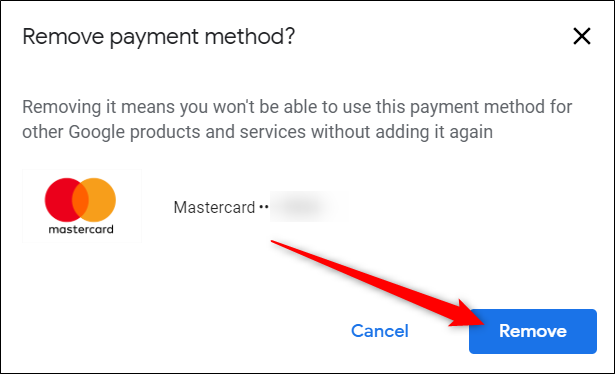 Remove payment method?
Removing it means you won't be able to use this payment method for
other Google products and services without adding it again
mastercard
Mastercard ••
Cancel
Remove